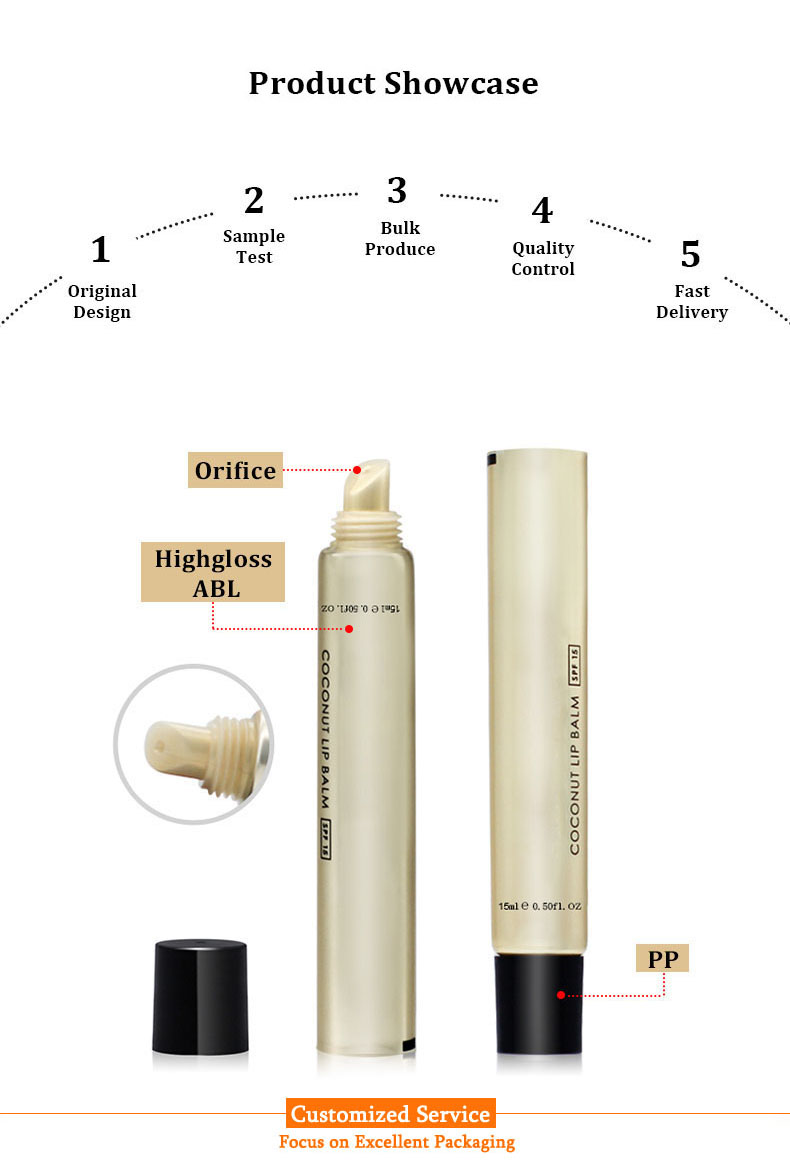 Product Showcase
1
Original
Design
2
Sample
Test
3
Bulk
Produce
4
Quality
Control
5
Fast
Delivery
Orifice
Highgloss
ABL
15ml e 0.50fl. OZ
COCONUT LIP BALM SPF 15
COCONUT LIP BALM SPF 15
15ml e 0.50fl. OZ
PP
Customized Service
Focus on Excellent Packaging